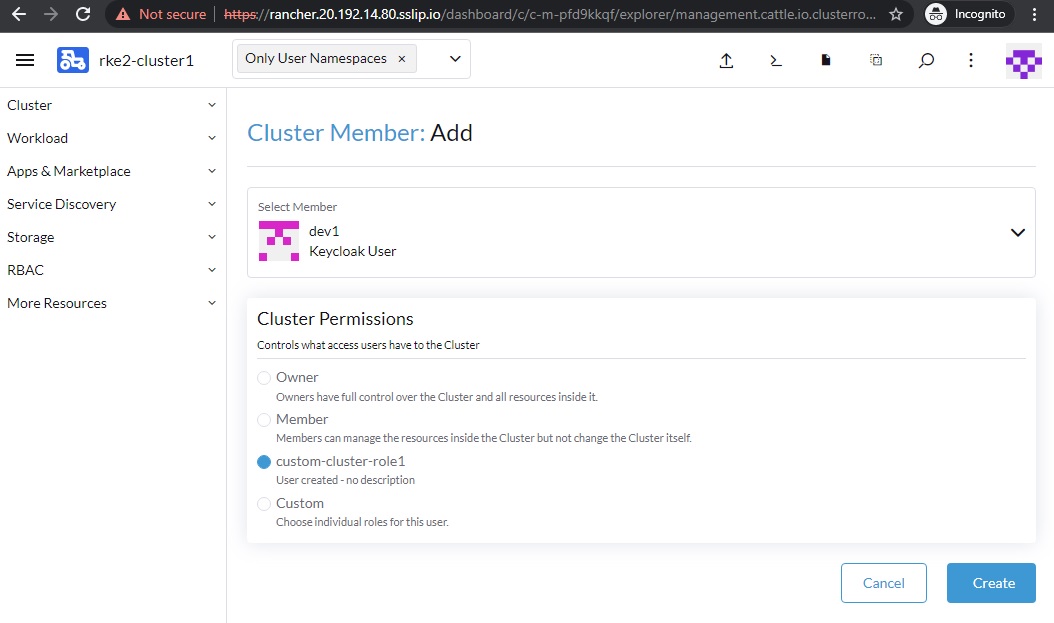 Not secure
https://rancher.20.192.14.80.sslip.io/dashboard/c/c-m-pfd9kkqf/explorer/management.cattle.io.clusterro...
Incognito
rke2-cluster1
Only User Namespaces ×
Cluster
Workload
Apps & Marketplace
Service Discovery
Storage
RBAC
More Resources
Cluster Member: Add
Select Member
dev1
Keycloak User
Cluster Permissions
Controls what access users have to the Cluster
Owner
Owners have full control over the Cluster and all resources inside it.
Member
Members can manage the resources inside the Cluster but not change the Cluster itself.
custom-cluster-role1
User created - no description
Custom
Choose individual roles for this user.
Cancel
Create